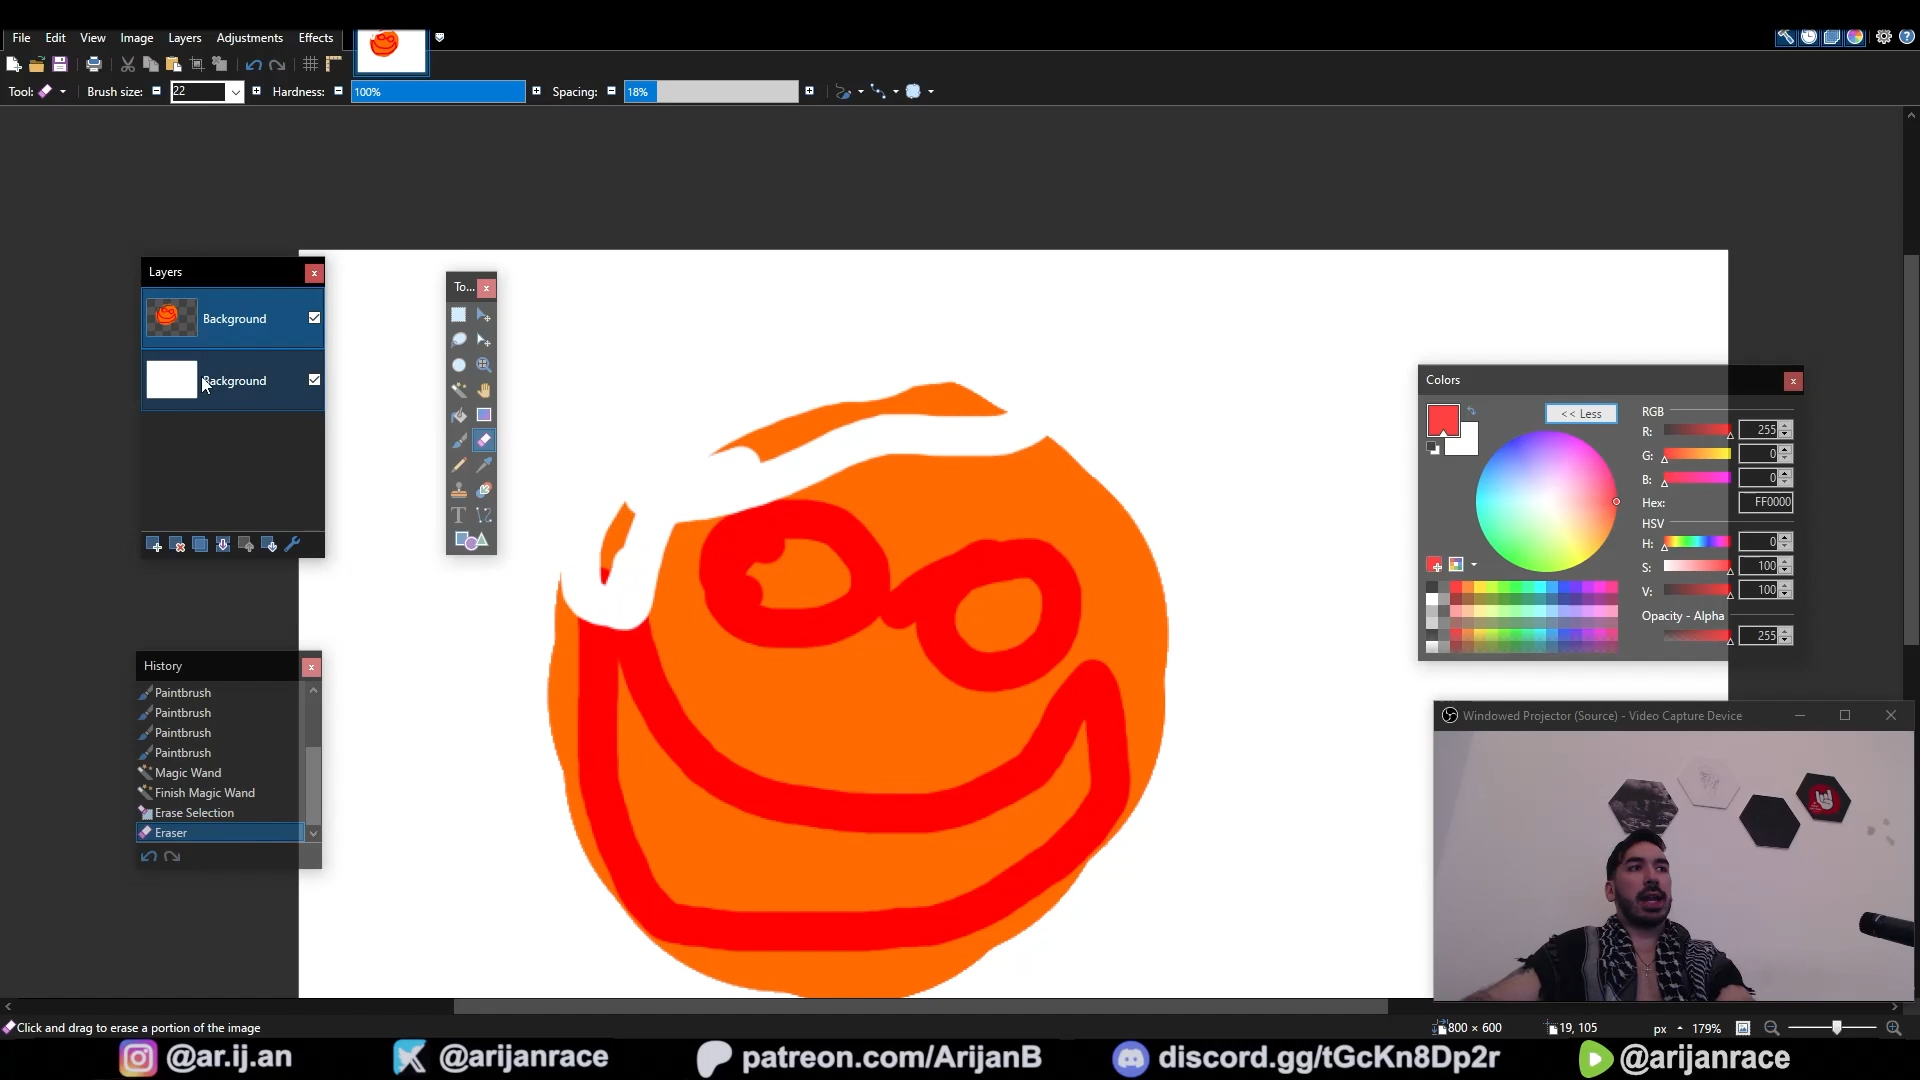 File Edit View Image Layers Adjustments Effects
Tool: Brush size: 22 Hardness: 100% Spacing: 18%
Layers
Background
Background
To...
Colors
<< Less
RGB
R: 255
G: 0
B: 0
Hex: FF0000
HSV
H: 0
S: 100
V: 100
Opacity - Alpha
255
History
Paintbrush
Paintbrush
Paintbrush
Paintbrush
Magic Wand
Finish Magic Wand
Erase Selection
Eraser
Windowed Projector (Source) - Video Capture Device
Click and drag to erase a portion of the image
800 × 600 19, 105 px 179%
@ar.ij.an @arijanrace patreon.com/ArijanB discord.gg/tGcKn8Dp2r @arijanrace